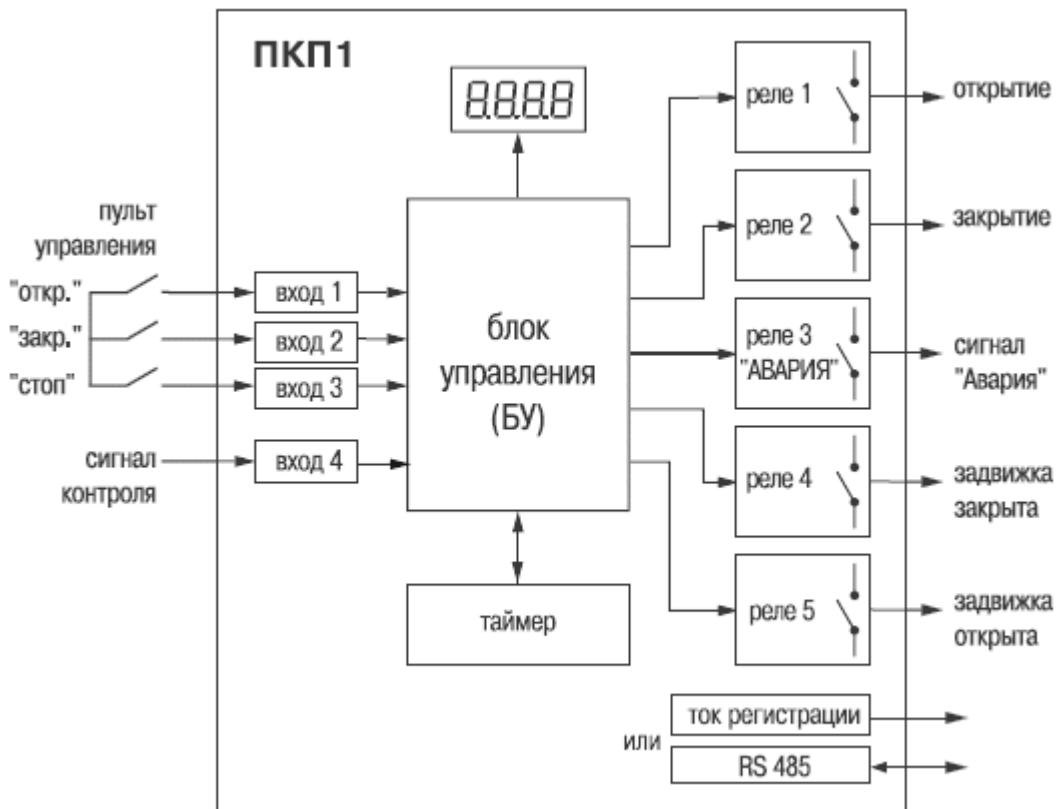 ПКП1
8.8.8.8
пульт
управления
"откр."
"закр."
"стоп"
сигнал
контроля
вход 1
вход 2
вход 3
вход 4
блок
управления
(БУ)
таймер
реле 1
открытие
реле 2
закрытие
реле 3
"АВАРИЯ"
сигнал
"Авария"
реле 4
задвижка
закрыта
реле 5
задвижка
открыта
ток регистрации
или
RS 485